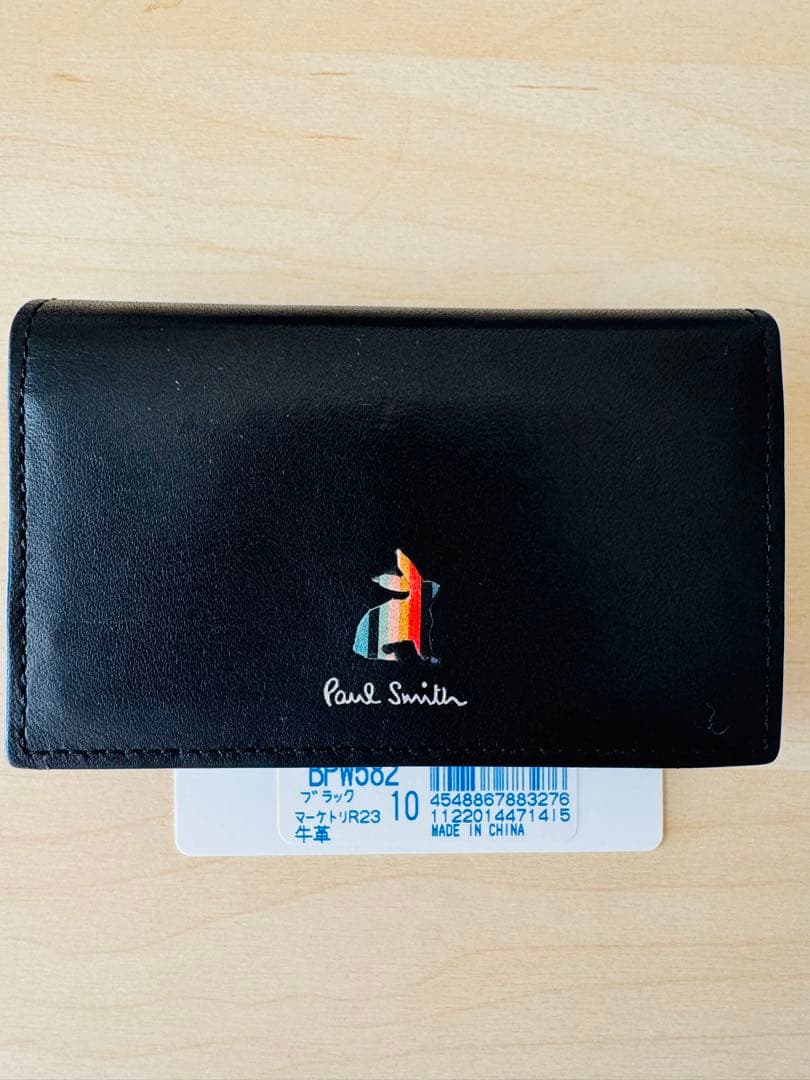 Paul Smith
BPW582
ブラック
マーケトリR23 10
牛革
4548867883276
1122014471415
MADE IN CHINA